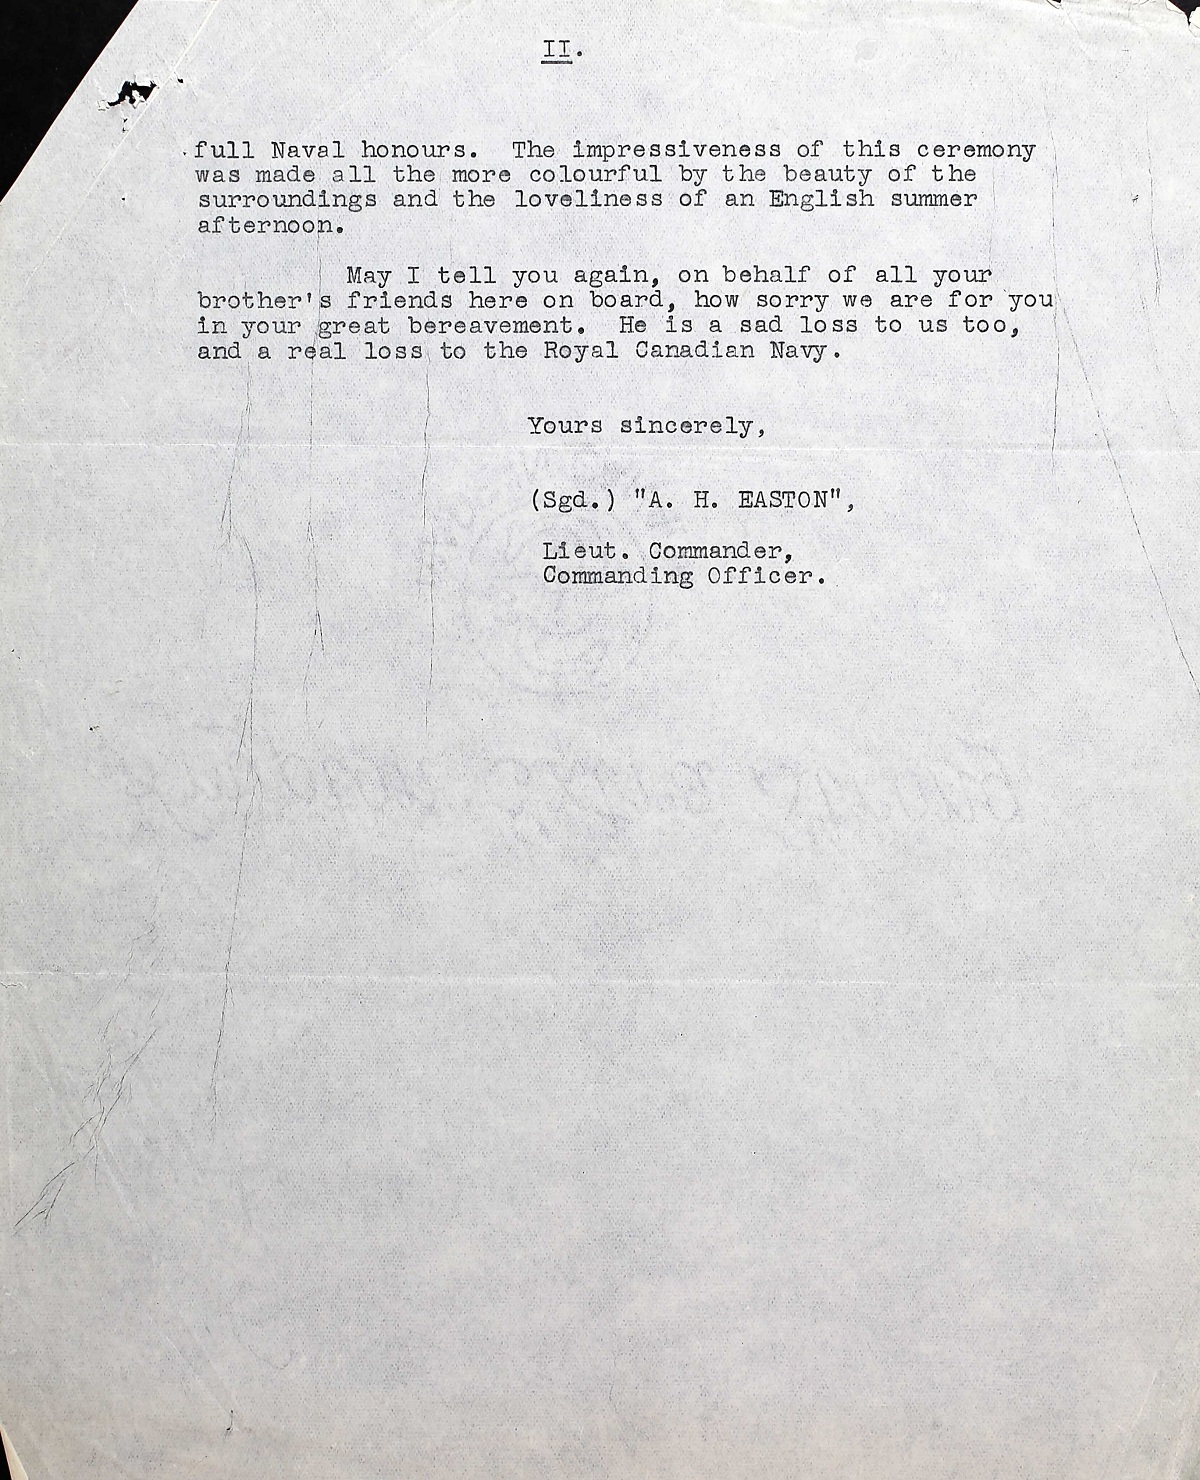 II.
full Naval honours. The impressiveness of this ceremony
was made all the more colourful by the beauty of the
surroundings and the loveliness of an English summer
afternoon.
May I tell you again, on behalf of all your
brother's friends here on board, how sorry we are for you
in your great bereavement. He is a sad loss to us too,
and a real loss to the Royal Canadian Navy.
Yours sincerely,
(Sgd.) "A. H. EASTON",
Lieut. Commander,
Commanding Officer.